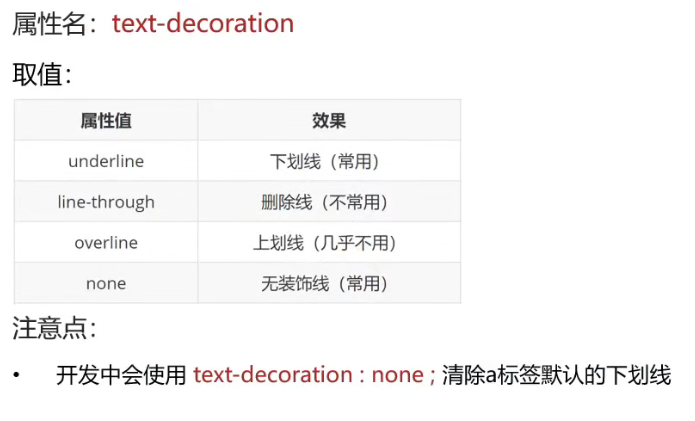 属性名：text-decoration
取值：
属性值 效果
underline 下划线（常用）
line-through 删除线（不常用）
overline 上划线（几乎不用）
none 无装饰线（常用）
注意点：
• 开发中会使用 text-decoration : none ; 清除a标签默认的下划线